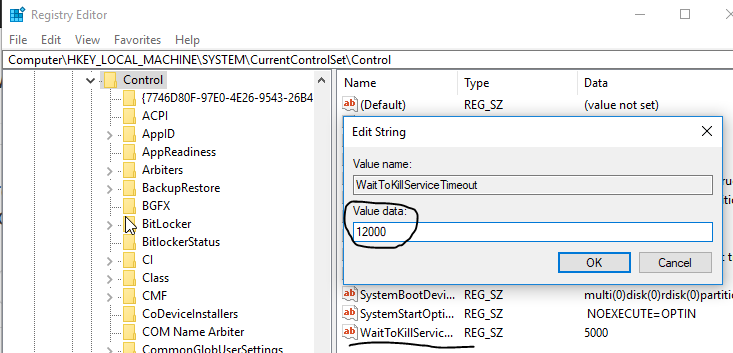 Registry Editor
File Edit View Favorites Help
Computer\HKEY_LOCAL_MACHINE\SYSTEM\CurrentControlSet\Control
Control
{7746D80F-97E0-4E26-9543-26B4
ACPI
AppID
AppReadiness
Arbiters
BackupRestore
BGFX
BitLocker
BitlockerStatus
CI
Class
CMF
CoDeviceInstallers
COM Name Arbiter
CommonGlobUserSettings
Name Type Data
(Default) REG_SZ (value not set)
Edit String
Value name:
WaitToKillServiceTimeout
Value data:
12000
OK Cancel
SystemBootDevi... REG_SZ multi(0)disk(0)rdisk(0)partitic
SystemStartOpti... REG_SZ NOEXECUTE=OPTIN
WaitToKillServic... REG_SZ 5000